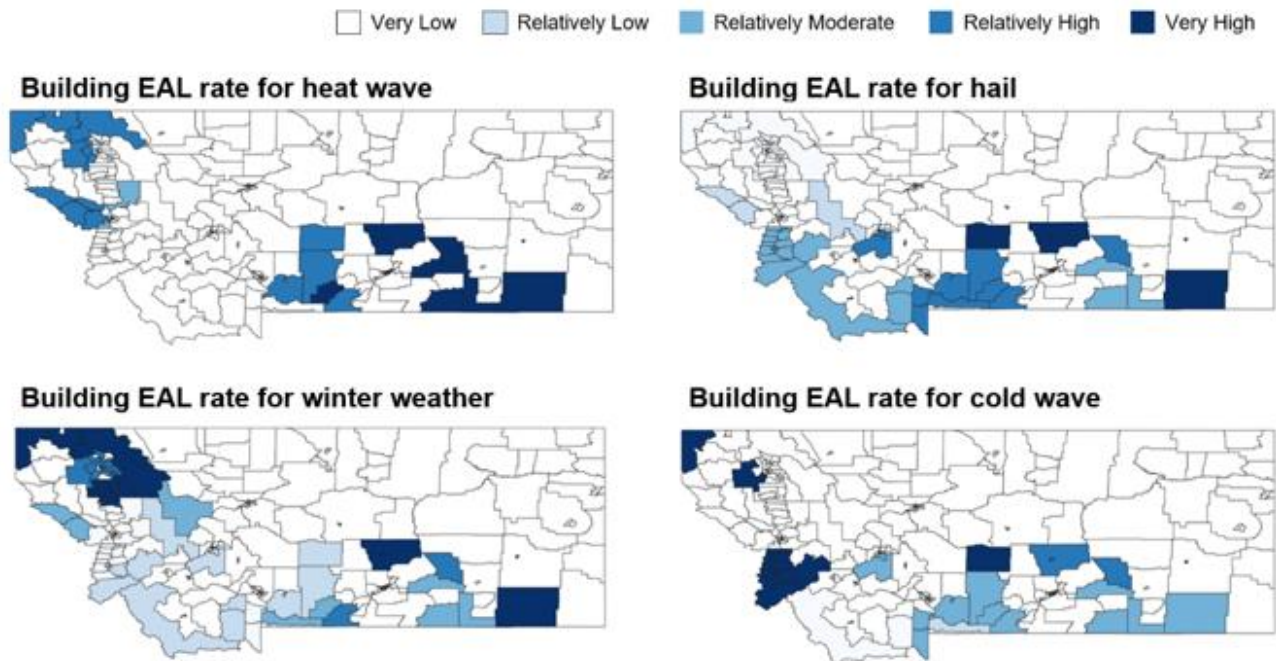 Very Low Relatively Low Relatively Moderate Relatively High Very High
Building EAL rate for heat wave
Building EAL rate for hail
Building EAL rate for winter weather
Building EAL rate for cold wave